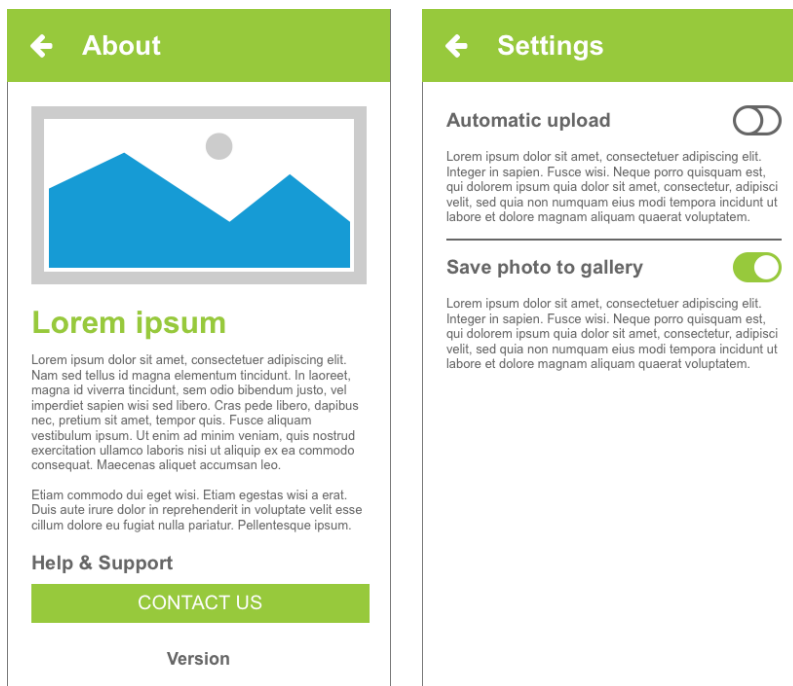 About
Lorem ipsum
Lorem ipsum dolor sit amet, consectetuer adipiscing elit.
Nam sed tellus id magna elementum tincidunt. In laoreet,
magna id viverra tincidunt, sem odio bibendum justo, vel
imperdiet sapien wisi sed libero. Cras pede libero, dapibus
nec, pretium sit amet, tempor quis. Fusce aliquam
vestibulum ipsum. Ut enim ad minim veniam, quis nostrud
exercitation ullamco laboris nisi ut aliquip ex ea commodo
consequat. Maecenas aliquet accumsan leo.
Etiam commodo dui eget wisi. Etiam egestas wisi a erat.
Duis aute irure dolor in reprehenderit in voluptate velit esse
cillum dolore eu fugiat nulla pariatur. Pellentesque ipsum.
Help & Support
CONTACT US
Version
Settings
Automatic upload
Lorem ipsum dolor sit amet, consectetuer adipiscing elit.
Integer in sapien. Fusce wisi. Neque porro quisquam est,
qui dolorem ipsum quia dolor sit amet, consectetur, adipisci
velit, sed quia non numquam eius modi tempora incidunt ut
labore et dolore magnam aliquam quaerat voluptatem.
Save photo to gallery
Lorem ipsum dolor sit amet, consectetuer adipiscing elit.
Integer in sapien. Fusce wisi. Neque porro quisquam est,
qui dolorem ipsum quia dolor sit amet, consectetur, adipisci
velit, sed quia non numquam eius modi tempora incidunt ut
labore et dolore magnam aliquam quaerat voluptatem.